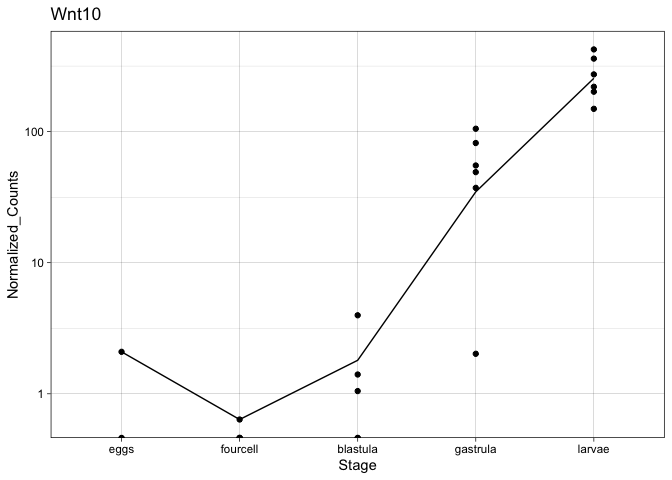 Wnt10
Normalized_Counts
100
10
1
eggs fourcell blastula gastrula larvae
Stage